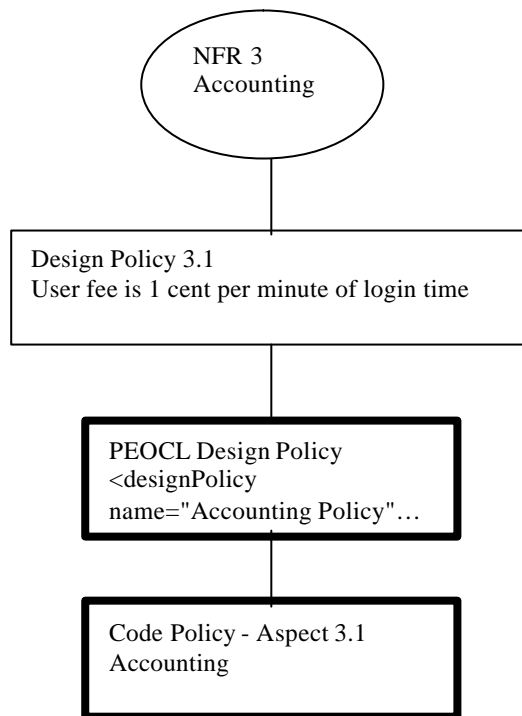 NFR 3
Accounting
Design Policy 3.1
User fee is 1 cent per minute of login time
PEOCL Design Policy
<designPolicy
name="Accounting Policy"…
Code Policy - Aspect 3.1
Accounting